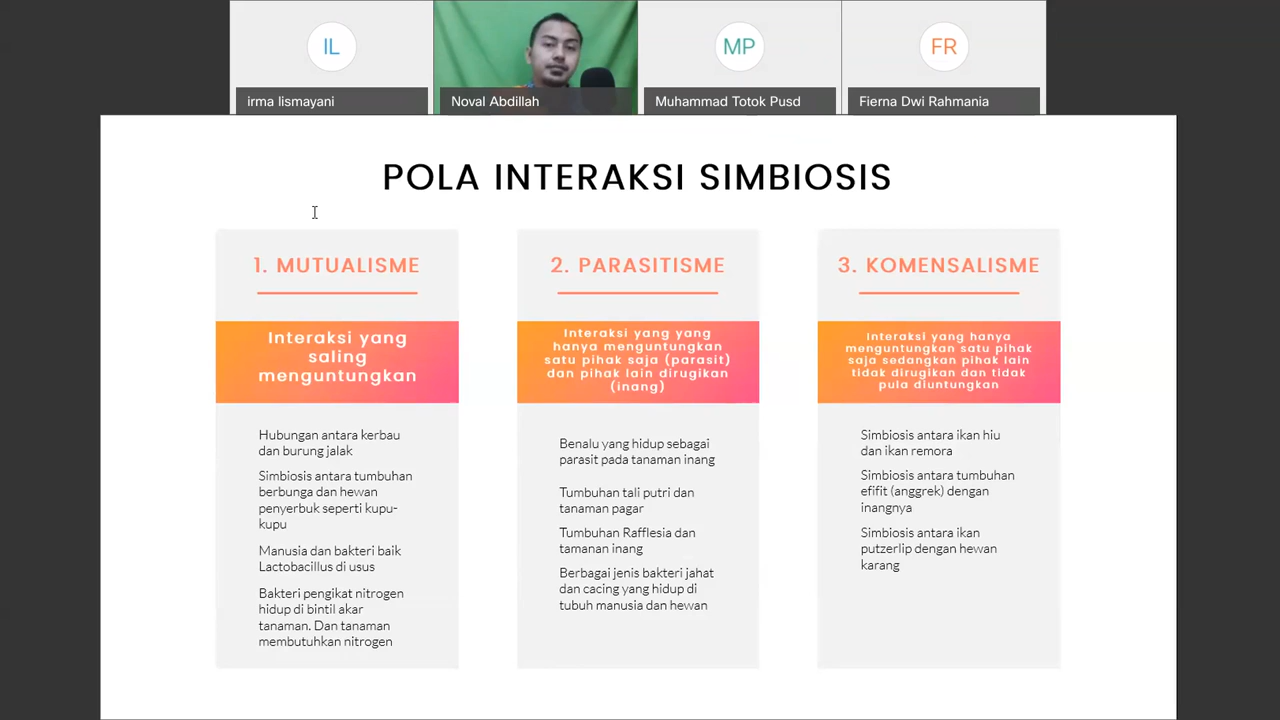 IL
MP
FR
irma lismayani
Noval Abdillah
Muhammad Totok Pusd
Fierna Dwi Rahmania
POLA INTERAKSI SIMBIOSIS
1. MUTUALISME
Interaksi yang
saling
menguntungkan
Hubungan antara kerbau
dan burung jalak
Simbiosis antara tumbuhan
berbunga dan hewan
penyerbuk seperti kupu-
kupu
Manusia dan bakteri baik
Lactobacillus di usus
Bakteri pengikat nitrogen
hidup di bintil akar
tanaman. Dan tanaman
membutuhkan nitrogen
2. PARASITISME
Interaksi yang yang
hanya menguntungkan
satu pihak saja (parasit)
dan pihak lain dirugikan
(inang)
Benalu yang hidup sebagai
parasit pada tanaman inang
Tumbuhan tali putri dan
tanaman pagar
Tumbuhan Rafflesia dan
tamanan inang
Berbagai jenis bakteri jahat
dan cacing yang hidup di
tubuh manusia dan hewan
3. KOMENSALISME
Interaksi yang hanya
menguntungkan satu pihak
saja sedangkan pihak lain
tidak dirugikan dan tidak
pula diuntungkan
Simbiosis antara ikan hiu
dan ikan remora
Simbiosis antara tumbuhan
efifit (anggrek) dengan
inangnya
Simbiosis antara ikan
putzerlip dengan hewan
karang